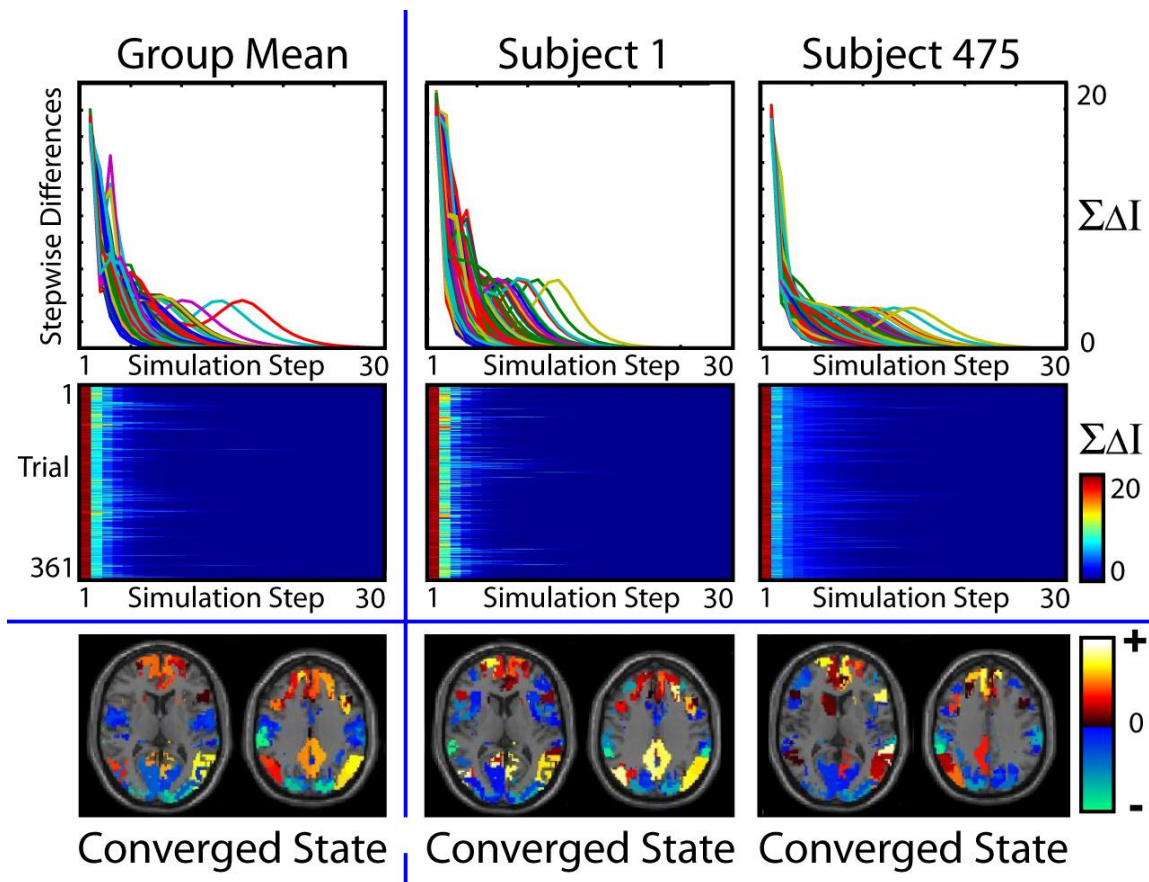 Group Mean
Subject 1
Subject 475
Stepwise Differences
20
ΣΔI
0
1 Simulation Step 30
1 Simulation Step 30
1 Simulation Step 30
1
Trial
361
ΣΔI
20
0
1 Simulation Step 30
1 Simulation Step 30
1 Simulation Step 30
+
0
-
Converged State
Converged State
Converged State